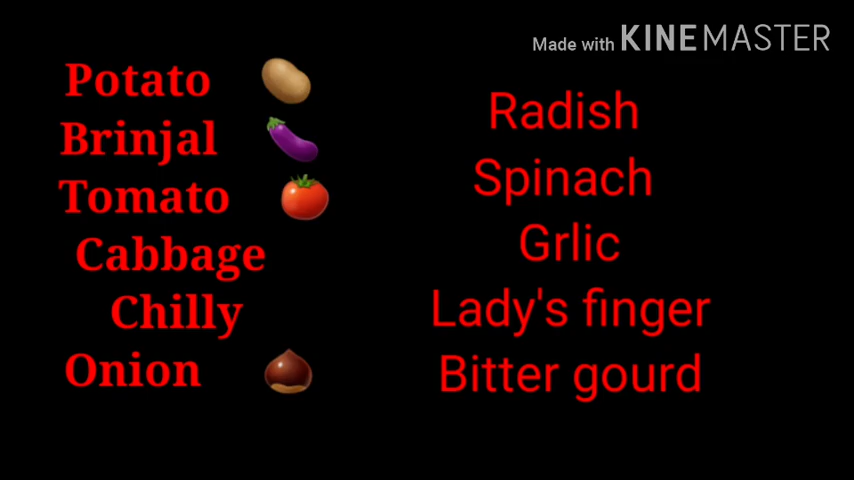 Made with KINEMASTER
Potato
Brinjal
Tomato
Cabbage
Chilly
Onion
Radish
Spinach
Grlic
Lady's finger
Bitter gourd